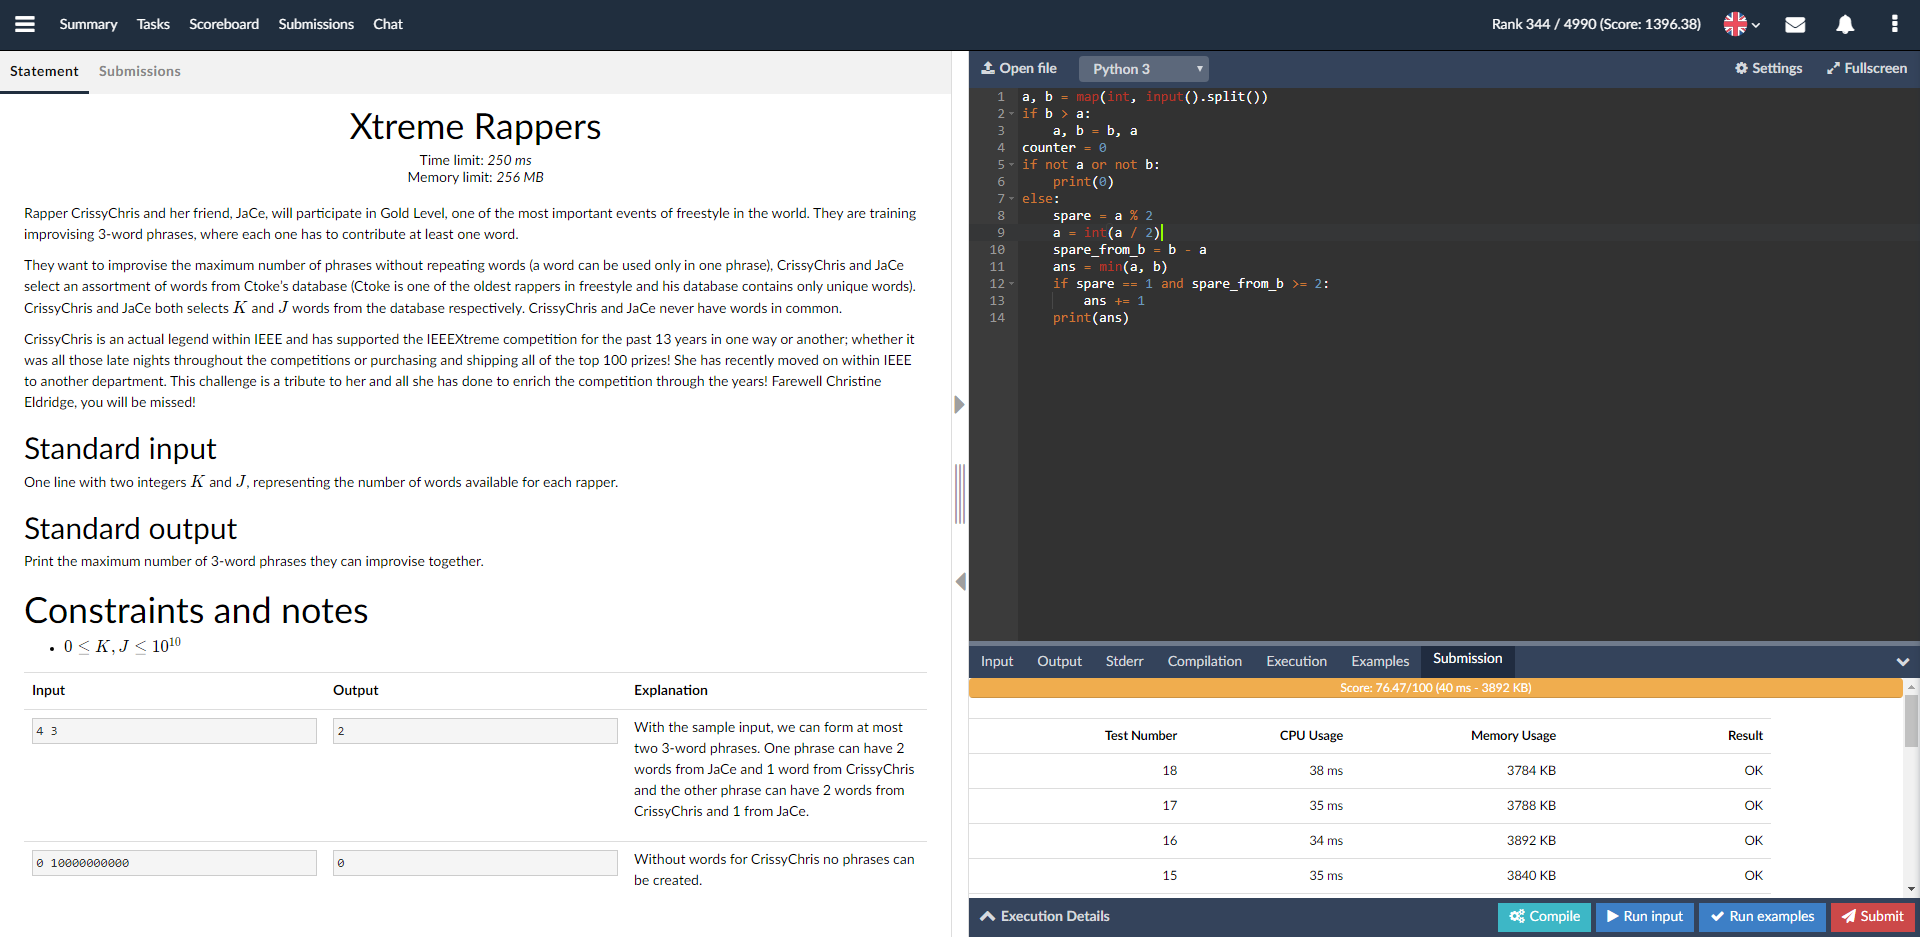 Summary Tasks Scoreboard Submissions Chat
Rank 344 / 4990 (Score: 1396.38)
Statement Submissions
Xtreme Rappers
Time limit: 250 ms
Memory limit: 256 MB
Rapper CrissyChris and her friend, JaCe, will participate in Gold Level, one of the most important events of freestyle in the world. They are training
improvising 3-word phrases, where each one has to contribute at least one word.
They want to improvise the maximum number of phrases without repeating words (a word can be used only in one phrase), CrissyChris and JaCe
select an assortment of words from Ctoke's database (Ctoke is one of the oldest rappers in freestyle and his database contains only unique words).
CrissyChris and JaCe both selects K and J words from the database respectively. CrissyChris and JaCe never have words in common.
CrissyChris is an actual legend within IEEE and has supported the IEEEXtreme competition for the past 13 years in one way or another; whether it
was all those late nights throughout the competitions or purchasing and shipping all of the top 100 prizes! She has recently moved on within IEEE
to another department. This challenge is a tribute to her and all she has done to enrich the competition through the years! Farewell Christine
Eldridge, you will be missed!
Standard input
One line with two integers K and J, representing the number of words available for each rapper.
Standard output
Print the maximum number of 3-word phrases they can improvise together.
Constraints and notes
• 0 ≤ K, J ≤ 10¹⁰
Input Output Explanation
4 3
2
With the sample input, we can form at most
two 3-word phrases. One phrase can have 2
words from JaCe and 1 word from CrissyChris
and the other phrase can have 2 words from
CrissyChris and 1 from JaCe.
0 10000000000
0
Without words for CrissyChris no phrases can
be created.
Open file Python 3 Settings Fullscreen
1 a, b = map(int, input().split())
2 if b > a:
3     a, b = b, a
4 counter = 0
5 if not a or not b:
6     print(0)
7 else:
8     spare = a % 2
9     a = int(a / 2)
10     spare_from_b = b - a
11     ans = min(a, b)
12     if spare == 1 and spare_from_b >= 2:
13         ans += 1
14     print(ans)
Input Output Stderr Compilation Execution Examples Submission
Score: 76.47/100 (40 ms - 3892 KB)
Test Number CPU Usage Memory Usage Result
18 38 ms 3784 KB OK
17 35 ms 3788 KB OK
16 34 ms 3892 KB OK
15 35 ms 3840 KB OK
Execution Details Compile Run input Run examples Submit